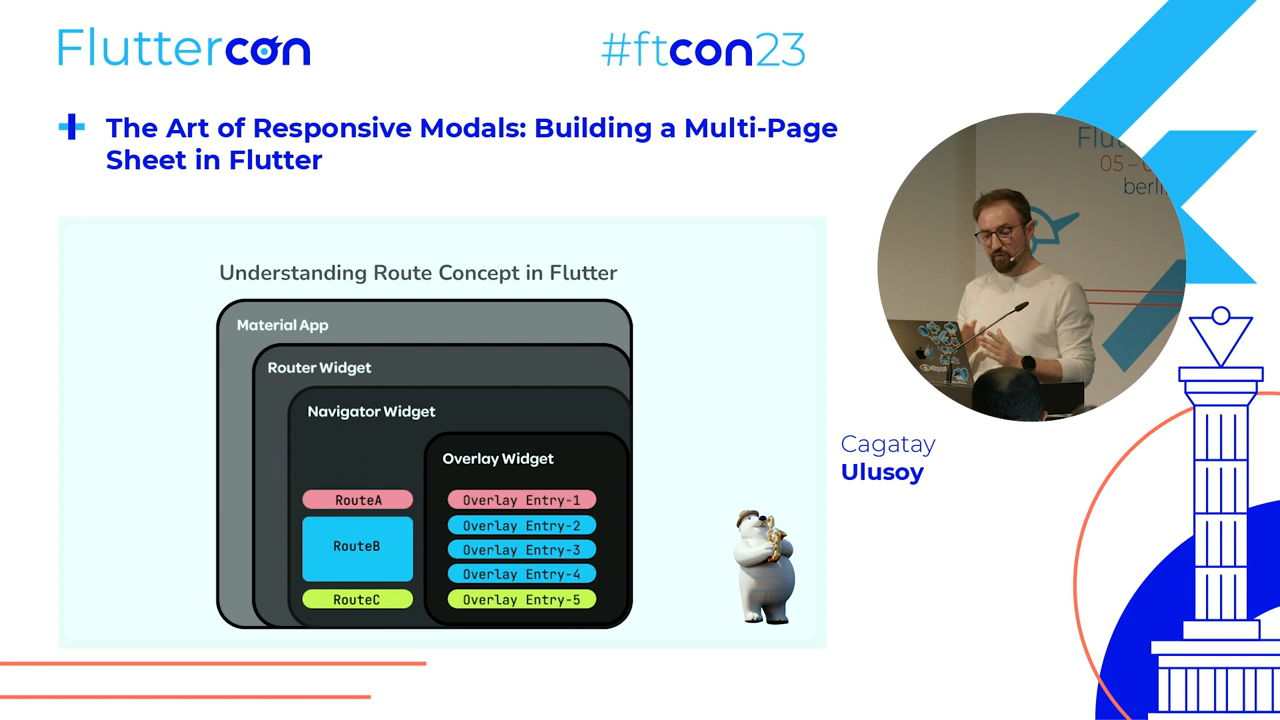 Fluttercon
#ftcon23
The Art of Responsive Modals: Building a Multi-Page
Sheet in Flutter
Understanding Route Concept in Flutter
Material App
Router Widget
Navigator Widget
Overlay Widget
RouteA
RouteB
RouteC
Overlay Entry-1
Overlay Entry-2
Overlay Entry-3
Overlay Entry-4
Overlay Entry-5
Cagatay
Ulusoy